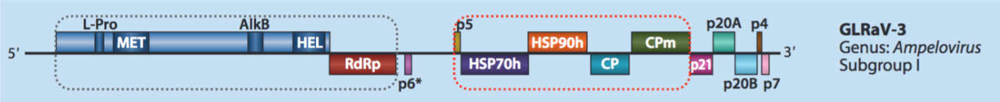 L-Pro AlkB p5 p20A p4
MET HEL HSP90h CPm
5′ 3′
RdRp HSP70h CP p21
p6* p20B p7
GLRaV-3
Genus: Ampelovirus
Subgroup I